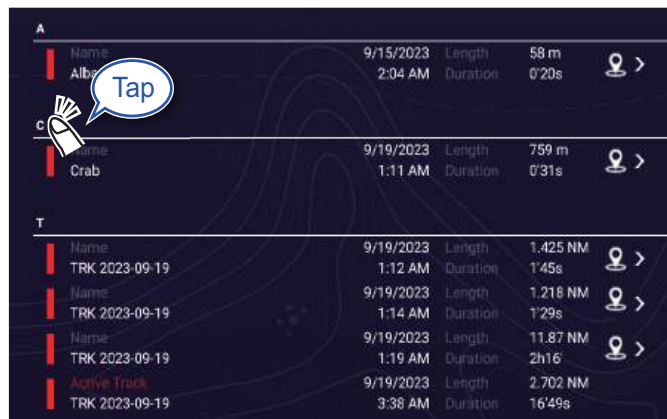 A
Name 9/15/2023 Length 58 m
2:04 AM Duration 0'20s
Tap
C
9/19/2023 Length 759 m
Crab 1:11 AM Duration 0'31s
T
Name 9/19/2023 Length 1.425 NM
TRK 2023-09-19 1:12 AM Duration 1'45s
Name 9/19/2023 Length 1.218 NM
TRK 2023-09-19 1:14 AM Duration 1'29s
Name 9/19/2023 Length 11.87 NM
TRK 2023-09-19 1:19 AM Duration 2h16'
Active Track 9/19/2023 Length 2.702 NM
TRK 2023-09-19 3:38 AM Duration 16'49s